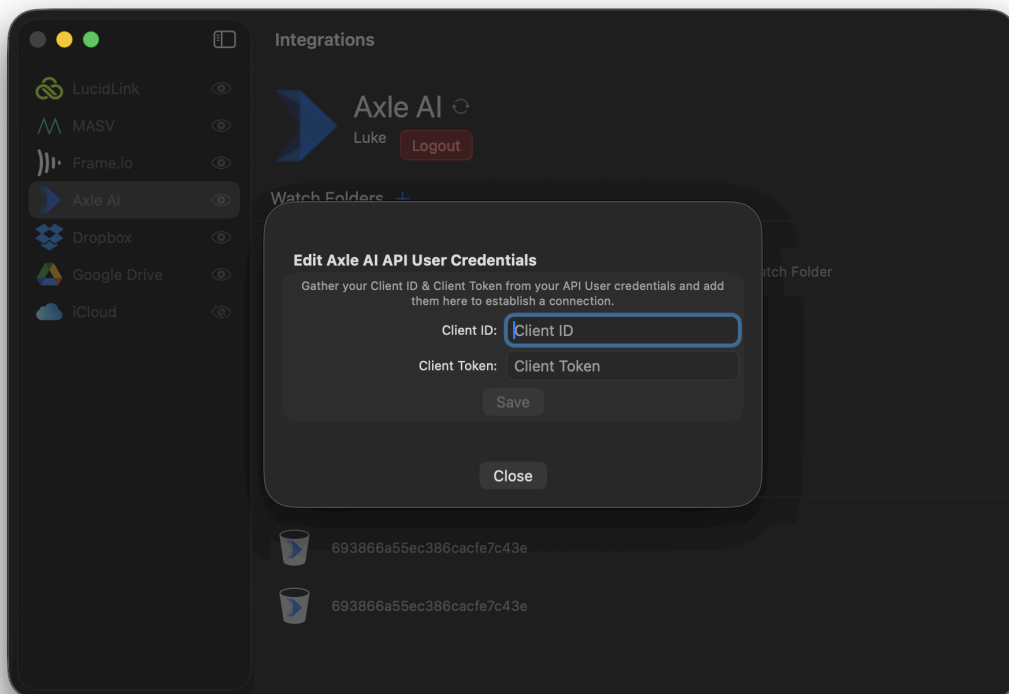 Integrations
LucidLink
MASV
Frame.io
Axle AI
Dropbox
Google Drive
iCloud
Axle AI
Luke
Logout
Watch Folders +
atch Folder
Edit Axle AI API User Credentials
Gather your Client ID & Client Token from your API User credentials and add
them here to establish a connection.
Client ID: Client ID
Client Token: Client Token
Save
Close
693866a55ec386cacfe7c43e
693866a55ec386cacfe7c43e